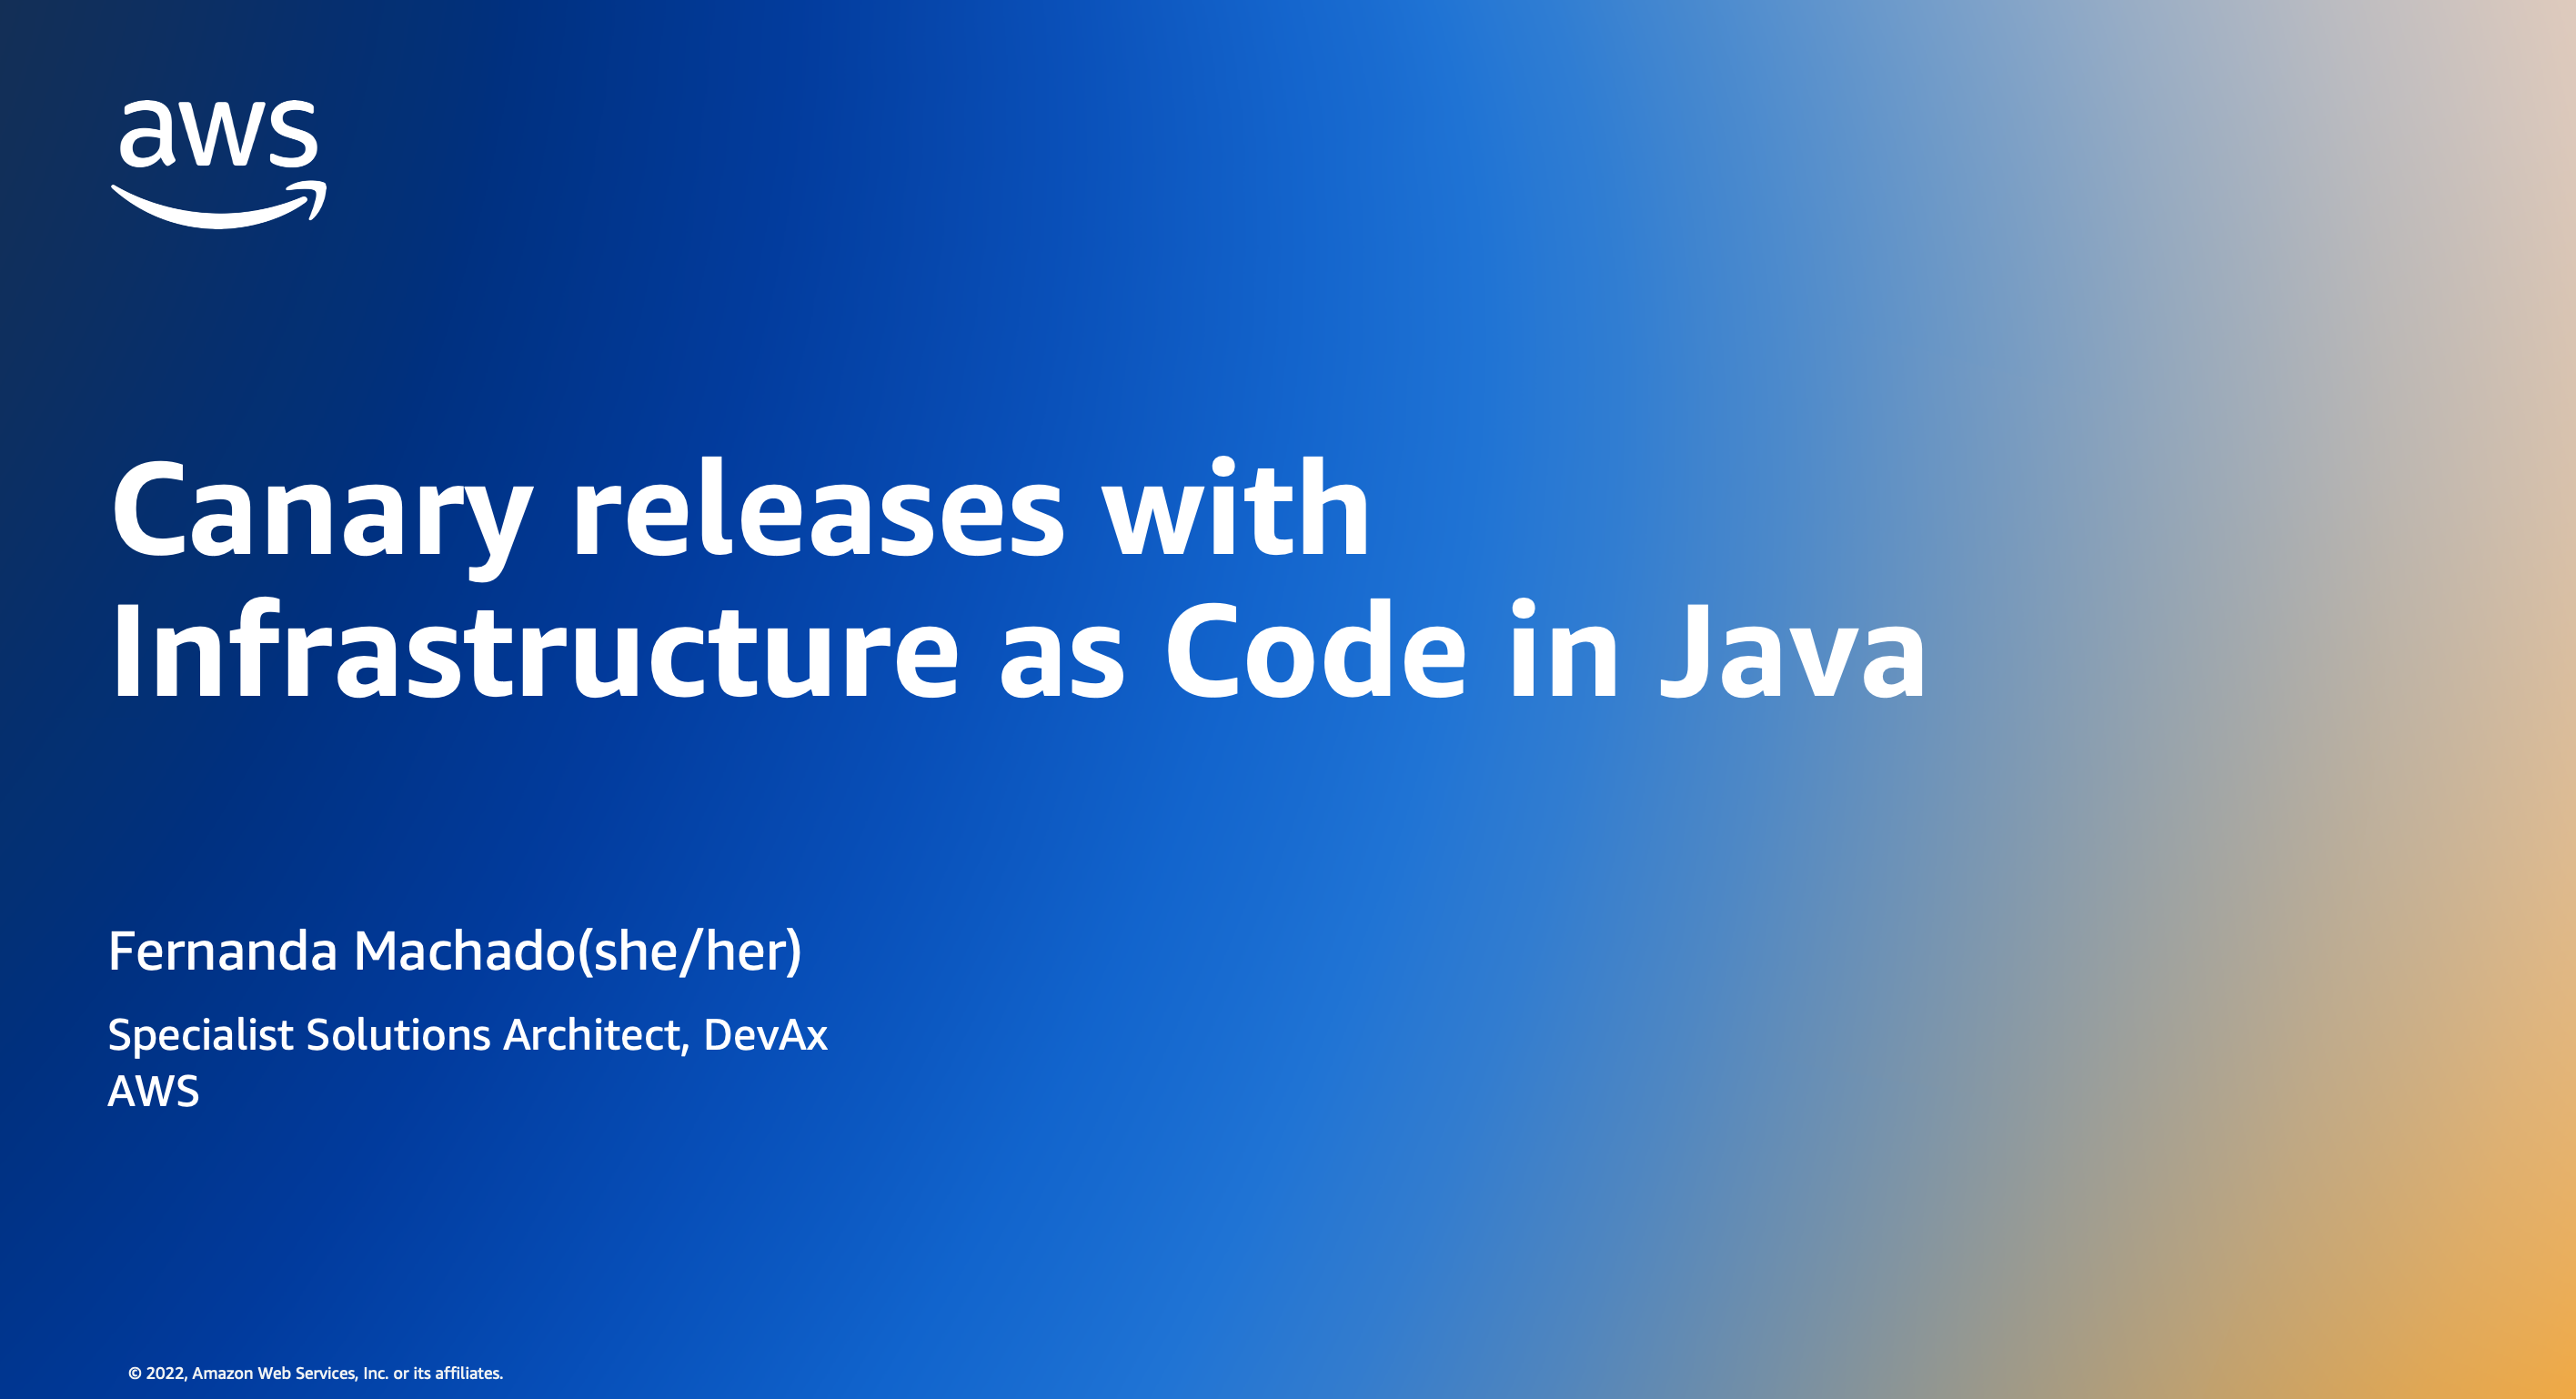 aws
Canary releases with
Infrastructure as Code in Java
Fernanda Machado(she/her)
Specialist Solutions Architect, DevAx
AWS
© 2022, Amazon Web Services, Inc. or its affiliates.